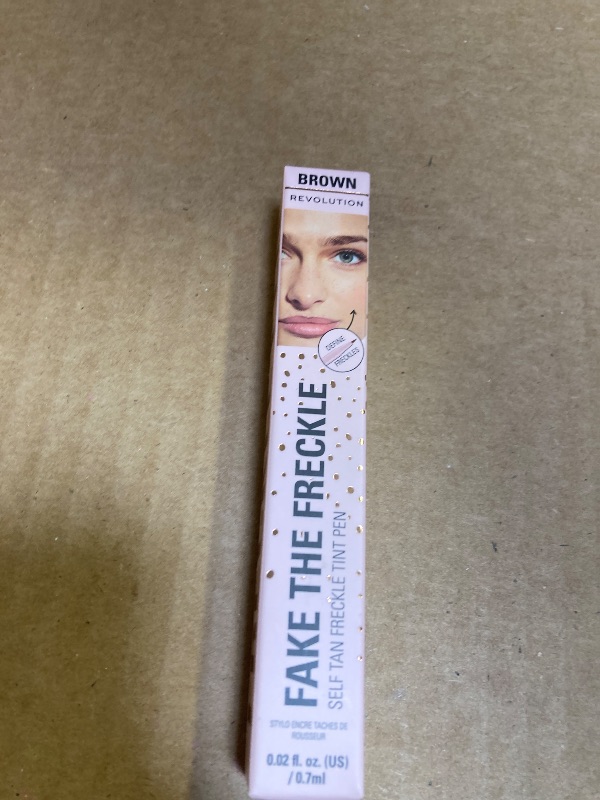 BROWN
REVOLUTION
DEFINE
FRECKLES
FAKE THE FRECKLE
SELF TAN FRECKLE TINT PEN
STYLO ENCRE TACHES DE
ROUSSEUR
0.02 fl. oz. (US)
/ 0.7ml